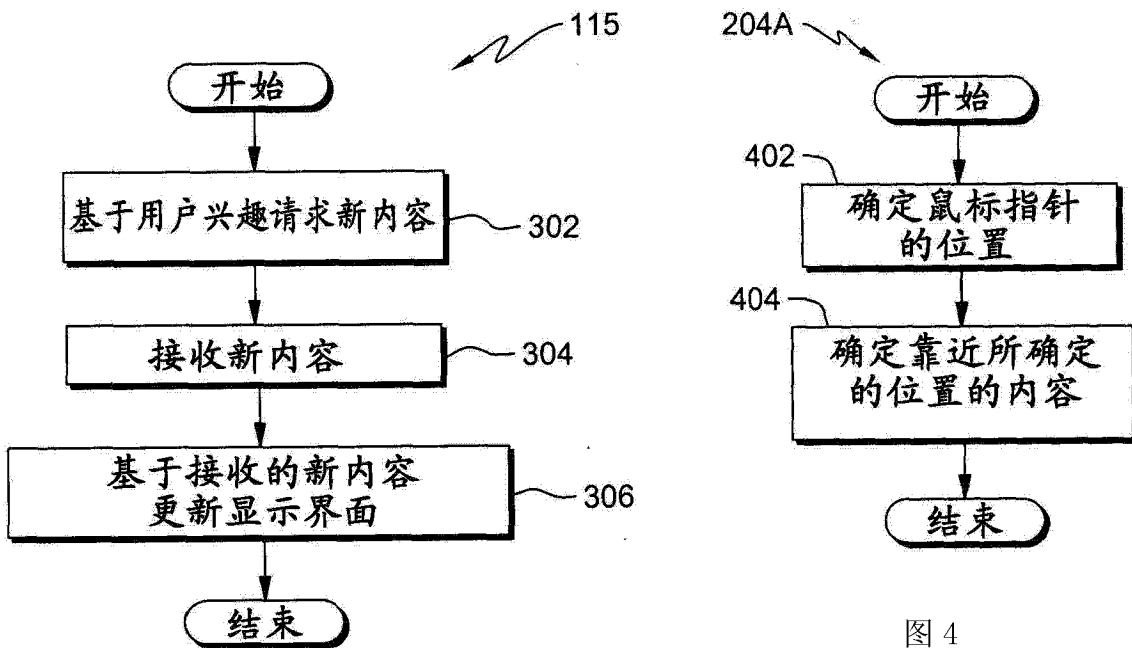 115
开始
基于用户兴趣请求新内容
302
接收新内容
304
基于接收的新内容
更新显示界面
306
结束
204A
开始
402
确定鼠标指针
的位置
404
确定靠近所确定
的位置的内容
结束
图 4